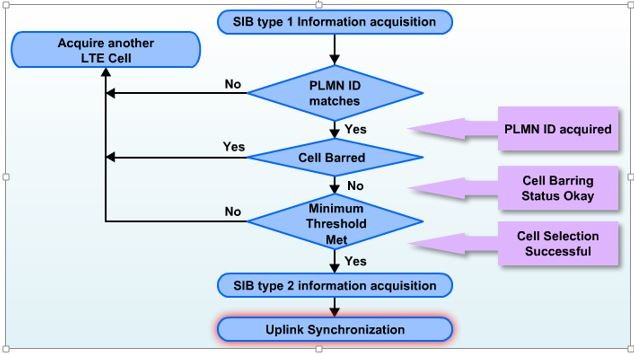 SIB type 1 Information acquisition
Acquire another
LTE Cell
No
PLMN ID
matches
Yes
PLMN ID acquired
Yes
Cell Barred
No
Cell Barring
Status Okay
No
Minimum
Threshold
Met
Cell Selection
Successful
Yes
SIB type 2 information acquisition
Uplink Synchronization